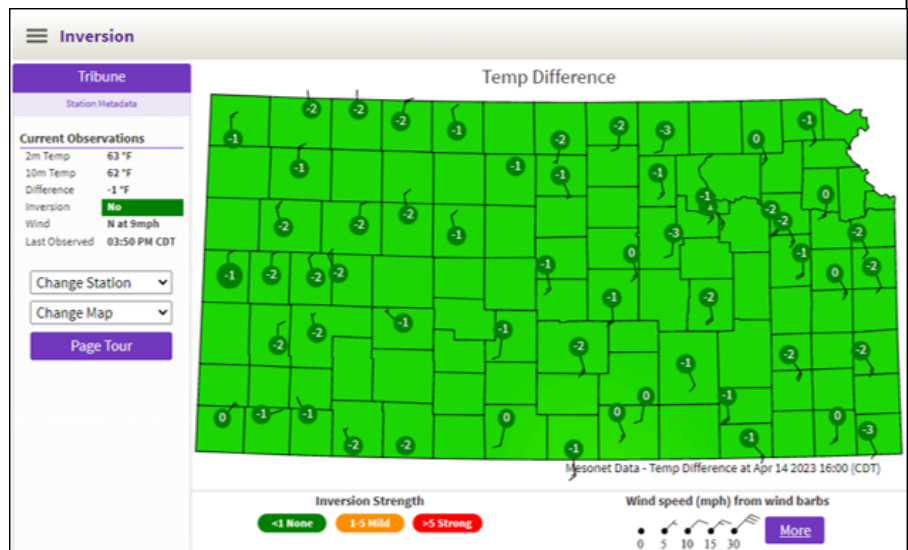 Inversion
Tribune
Station Metadata
Current Observations
2m Temp 63 °F
10m Temp 62 °F
Difference -1 °F
Inversion No
Wind N at 9mph
Last Observed 03:50 PM CDT
Change Station
Change Map
Page Tour
Temp Difference
-1 -2 -2 -2 -1 -2 -2 -3 0 -1
-1 -1 -1 -1 -1 0
-2 -2 -2 -1 -3 -2 -2 -2
-1 -2 -2 -2 -1 0 -1 0 -2
-1 -2
-2 -2 -1 -1 -2 -1 -2 -2
0 -1 -1 0 0 0 -1 0 -3
-2 -2 -1 -1
Mesonet Data - Temp Difference at Apr 14 2023 16:00 (CDT)
Inversion Strength
<1 None 1-5 Mild >5 Strong
Wind speed (mph) from wind barbs
0 5 10 15 30
More